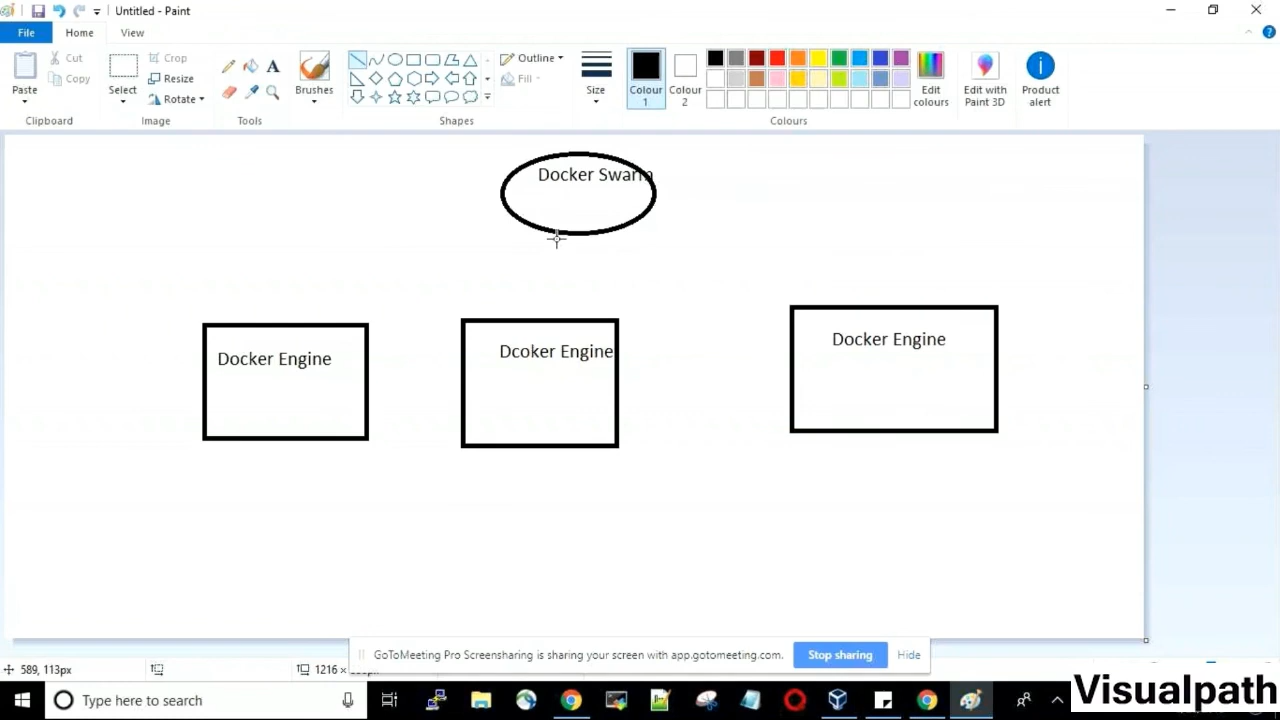 Untitled - Paint
File
Home
View
Paste
Cut
Copy
Clipboard
Select
Crop
Resize
Rotate
Image
Tools
Brushes
Shapes
Outline
Fill
Size
Colour 1
Colour 2
Edit colours
Colours
Edit with Paint 3D
Product alert
Docker Swarm
Docker Engine
Dcoker Engine
Docker Engine
589, 113px
1216 ×
GoToMeeting Pro Screensharing is sharing your screen with app.gotomeeting.com.
Stop sharing
Hide
Type here to search
Visualpath